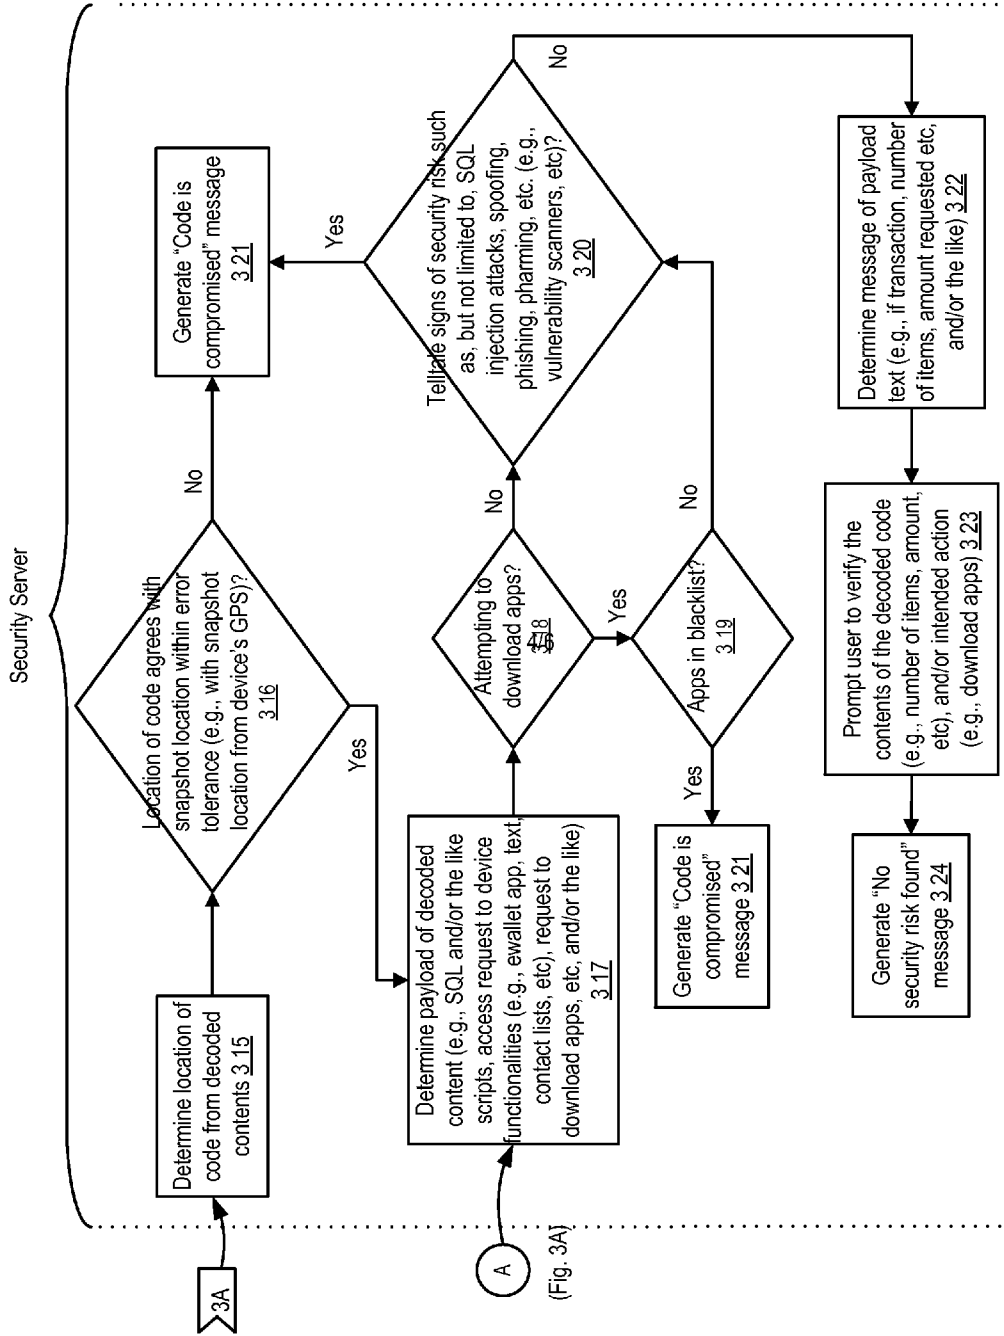 Security Server
3A
Determine location of
code from decoded
contents 3 15
Location of code agrees with
snapshot location within error
tolerance (e.g., with snapshot
location from device's GPS)?
3 16
No
Yes
Generate “Code is
compromised” message
3 21
A
(Fig. 3A)
Determine payload of decoded
content (e.g., SQL and/or the like
scripts, access request to device
functionalities (e.g., ewallet app, text,
contact lists, etc), request to
download apps, etc, and/or the like)
3 17
Attempting to
download apps?
3 18
4/6
No
Yes
Telltale signs of security risk such
as, but not limited to, SQL
injection attacks, spoofing,
phishing, pharming, etc. (e.g.,
vulnerability scanners, etc)?
3 20
Yes
No
Apps in blacklist?
3 19
Yes
No
Generate “Code is
compromised”
message 3 21
Determine message of payload
text (e.g., if transaction, number
of items, amount requested etc,
and/or the like) 3 22
Prompt user to verify the
contents of the decoded code
(e.g., number of items, amount,
etc), and/or intended action
(e.g., download apps) 3 23
Generate “No
security risk found”
message 3 24